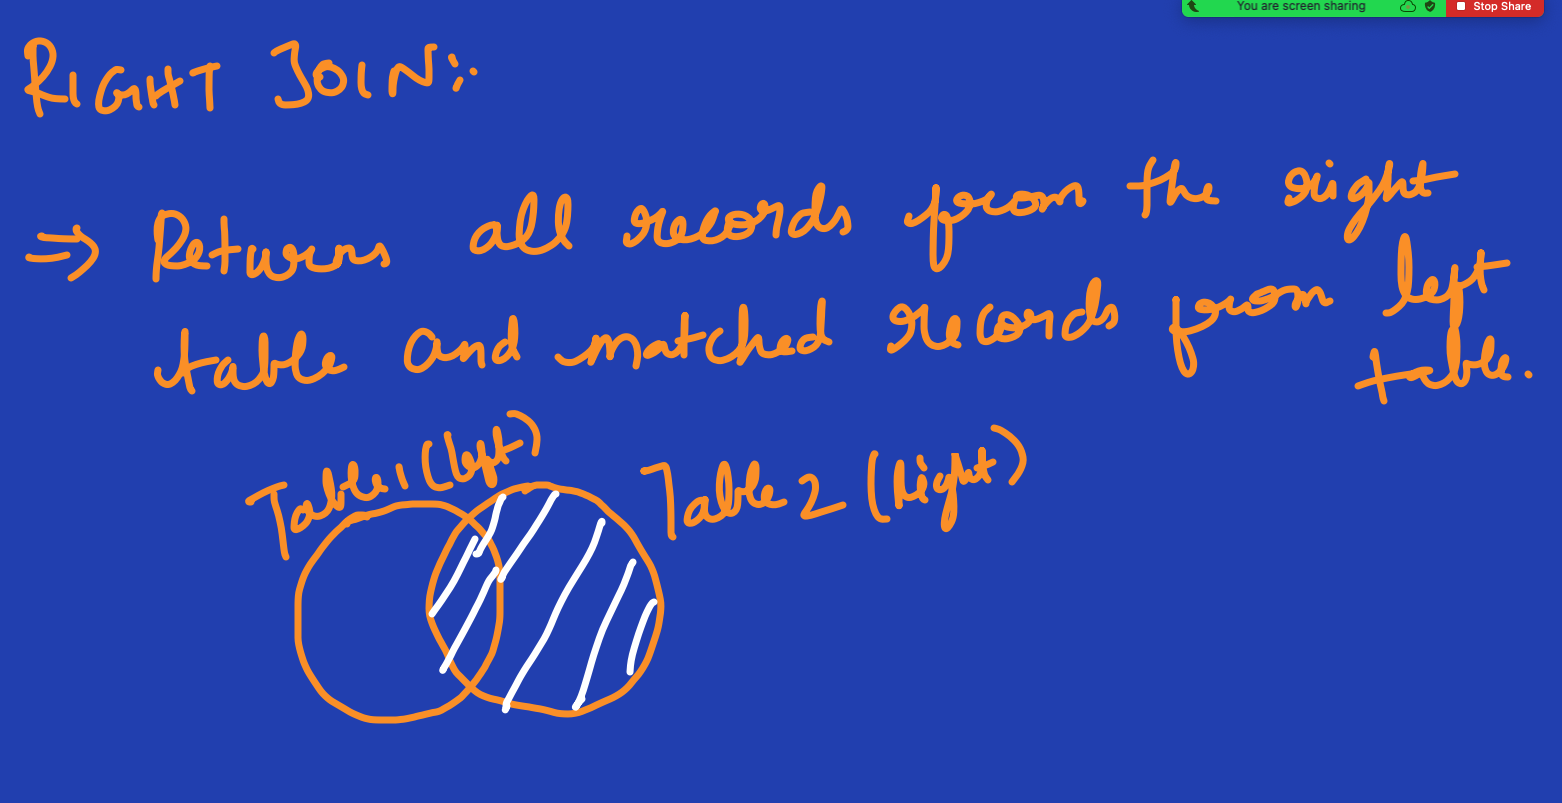 You are screen sharing Stop Share
RIGHT JOIN:-
⇒ Returns all records from the right
table and matched records from left
table.
Table 1 (left)
Table 2 (Right)